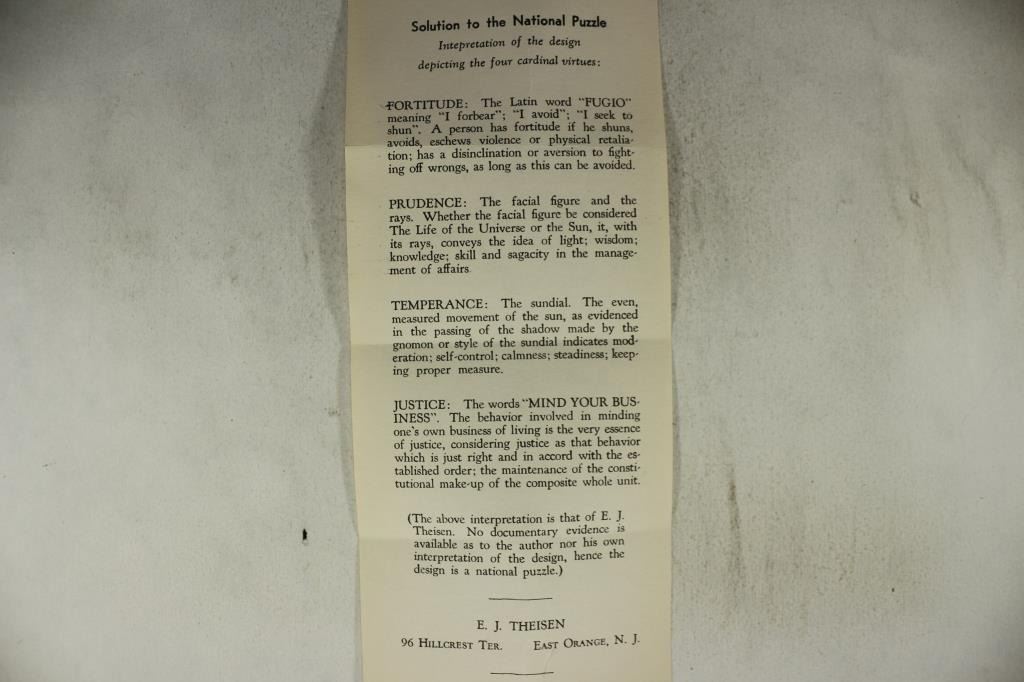 Solution to the National Puzzle
Intepretation of the design
depicting the four cardinal virtues:
FORTITUDE: The Latin word "FUGIO"
meaning "I forbear"; "I avoid"; "I seek to
shun". A person has fortitude if he shuns,
avoids, eschews violence or physical retalia-
tion; has a disinclination or aversion to fight-
ing off wrongs, as long as this can be avoided.
PRUDENCE: The facial figure and the
rays. Whether the facial figure be considered
The Life of the Universe or the Sun, it, with
its rays, conveys the idea of light; wisdom;
knowledge; skill and sagacity in the manage-
ment of affairs.
TEMPERANCE: The sundial. The even,
measured movement of the sun, as evidenced
in the passing of the shadow made by the
gnomon or style of the sundial indicates mod-
eration; self-control; calmness; steadiness; keep-
ing proper measure.
JUSTICE: The words "MIND YOUR BUS-
INESS". The behavior involved in minding
one's own business of living is the very essence
of justice, considering justice as that behavior
which is just right and in accord with the es-
tablished order; the maintenance of the consti-
tutional make-up of the composite whole unit.
(The above interpretation is that of E. J.
Theisen. No documentary evidence is
available as to the author nor his own
interpretation of the design, hence the
design is a national puzzle.)
E. J. THEISEN
96 HILLCREST TER. EAST ORANGE, N. J.